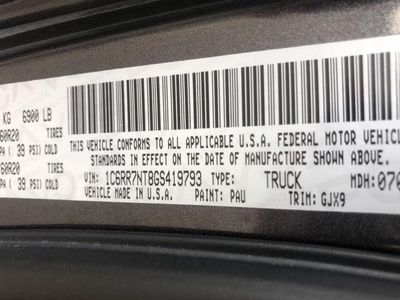 KG 6900 LB
60R20 TIRES
PA ( 39 PSI) COLD
60R20 TIRES
PA ( 39 PSI) COLD
THIS VEHICLE CONFORMS TO ALL APPLICABLE U.S.A. FEDERAL MOTOR VEHICLE
STANDARDS IN EFFECT ON THE
DATE OF MANUFACTURE SHOWN ABOVE.
VIN: 1C6RR7NT8GS419793 TYPE: TRUCK MDH: 070
VEHICLE MADE IN U.S.A. PAINT: PAU TRIM: GJX9